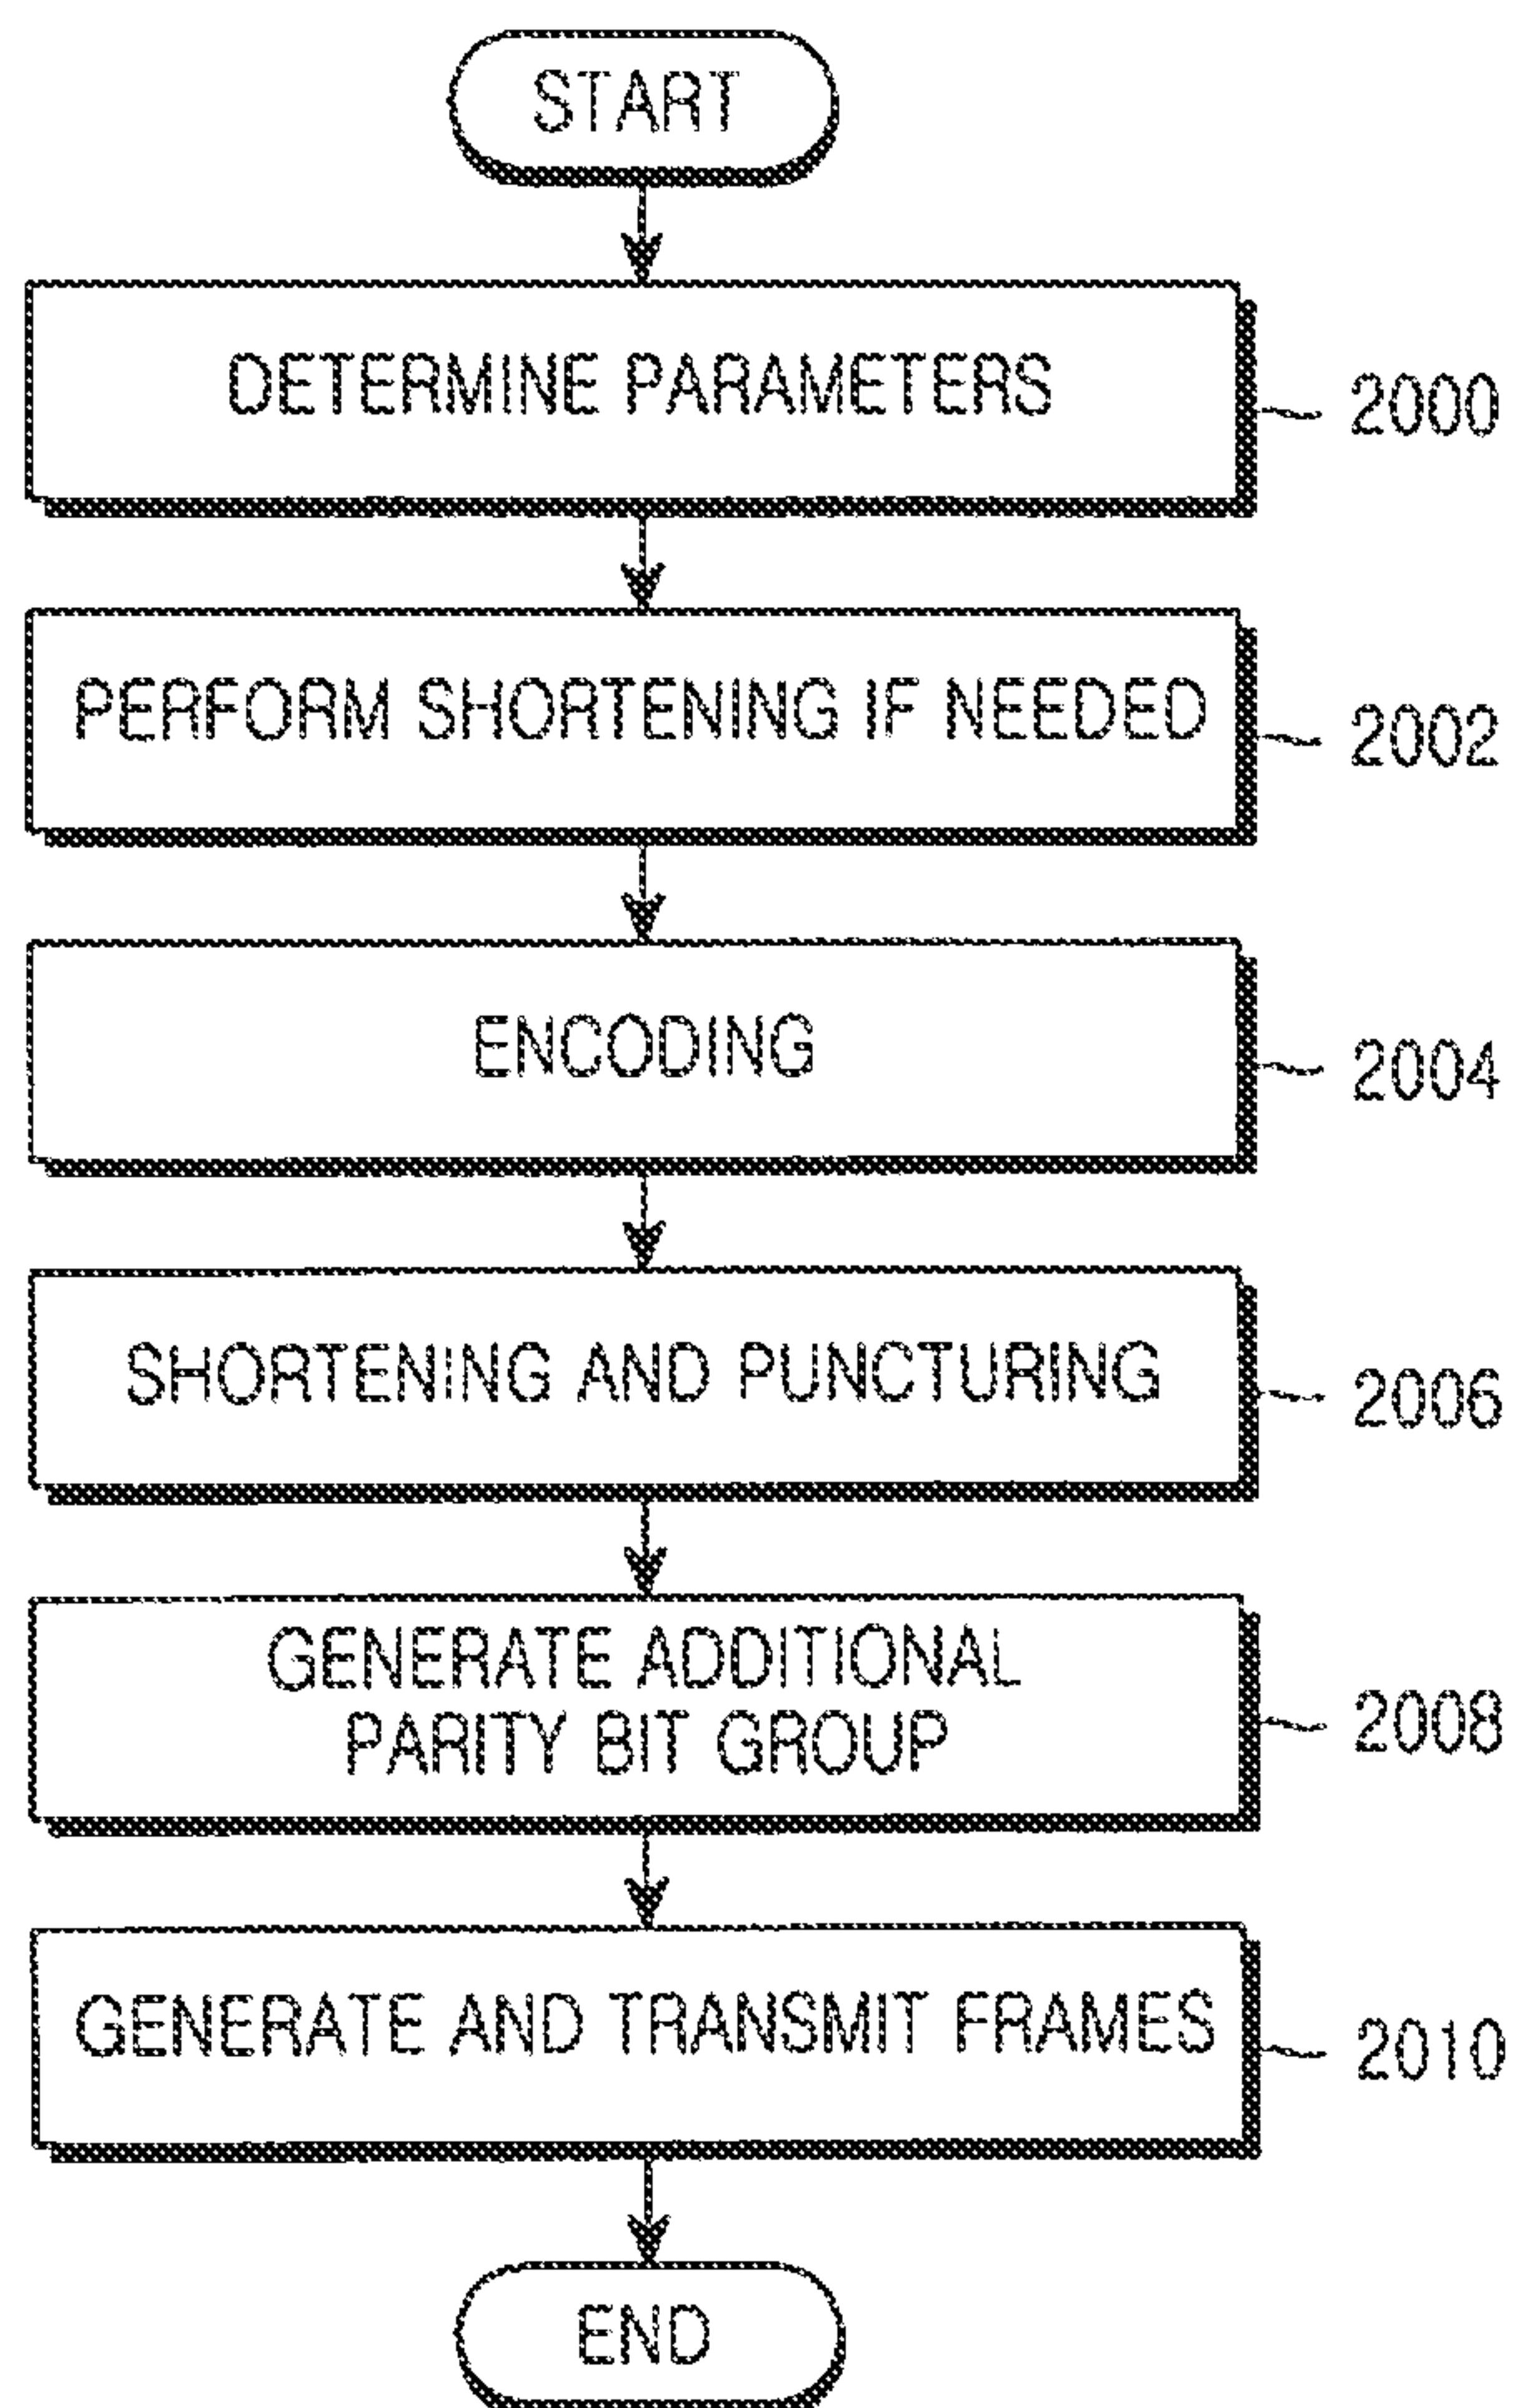 START
DETERMINE PARAMETERS
2000
PERFORM SHORTENING IF NEEDED
2002
ENCODING
2004
SHORTENING AND PUNCTURING
2006
GENERATE ADDITIONAL
PARITY BIT GROUP
2008
GENERATE AND TRANSMIT FRAMES
2010
END